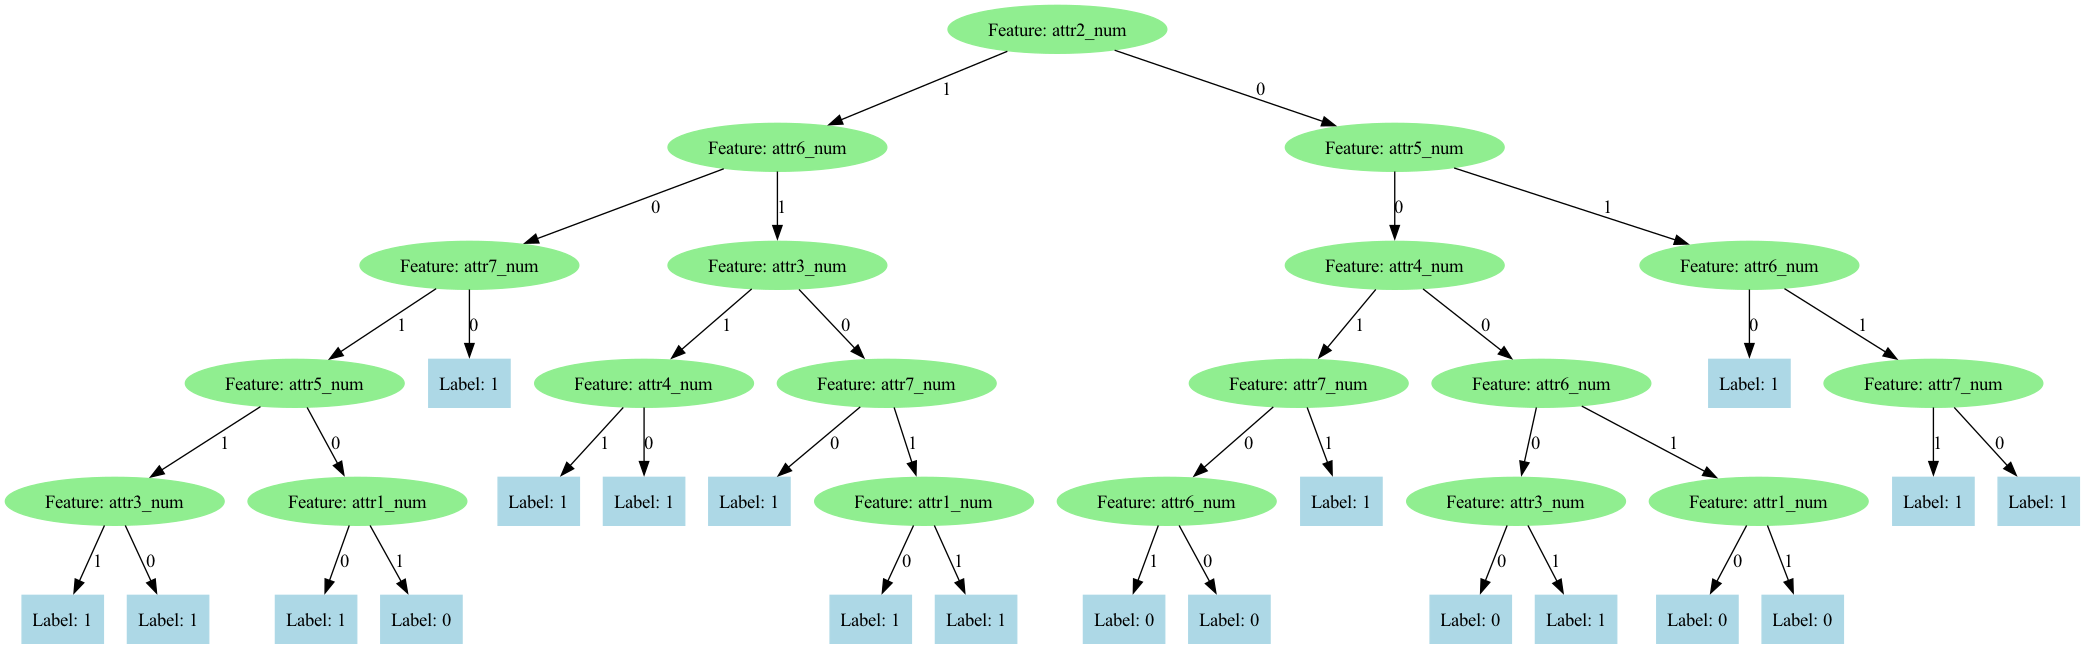 Feature: attr2_num
1
0
Feature: attr6_num
Feature: attr5_num
0
1
0
1
Feature: attr7_num
Feature: attr3_num
Feature: attr4_num
Feature: attr6_num
1
0
1
0
1
0
0
1
Feature: attr5_num
Label: 1
Feature: attr4_num
Feature: attr7_num
Feature: attr7_num
Feature: attr6_num
Label: 1
Feature: attr7_num
1
0
1
0
0
1
0
1
0
1
1
0
Feature: attr3_num
Feature: attr1_num
Label: 1
Label: 1
Label: 1
Feature: attr1_num
Feature: attr6_num
Label: 1
Feature: attr3_num
Feature: attr1_num
Label: 1
Label: 1
1
0
0
1
0
1
1
0
0
1
0
1
Label: 1
Label: 1
Label: 1
Label: 0
Label: 1
Label: 1
Label: 0
Label: 0
Label: 0
Label: 1
Label: 0
Label: 0